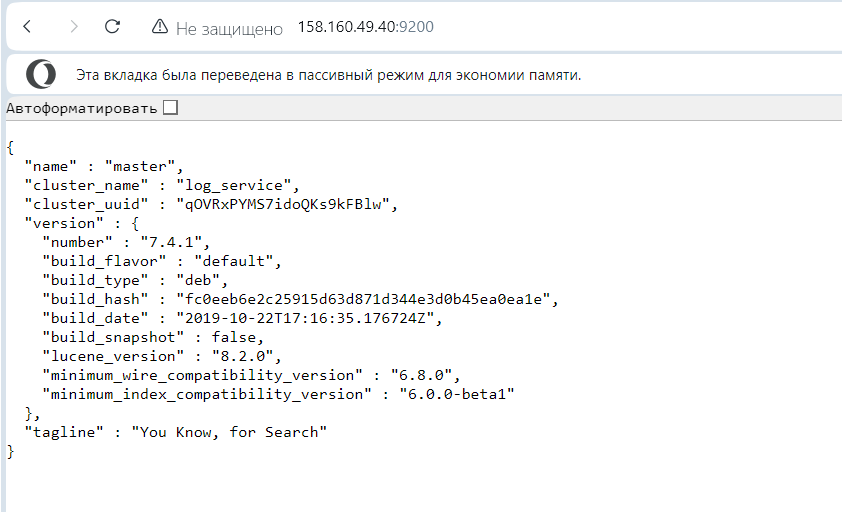 Не защищено 158.160.49.40:9200
Эта вкладка была переведена в пассивный режим для экономии памяти.
Автоформатировать
{
  "name" : "master",
  "cluster_name" : "log_service",
  "cluster_uuid" : "qOVRxPYMS7idoQKs9kFBlw",
  "version" : {
    "number" : "7.4.1",
    "build_flavor" : "default",
    "build_type" : "deb",
    "build_hash" : "fc0eeb6e2c25915d63d871d344e3d0b45ea0ea1e",
    "build_date" : "2019-10-22T17:16:35.176724Z",
    "build_snapshot" : false,
    "lucene_version" : "8.2.0",
    "minimum_wire_compatibility_version" : "6.8.0",
    "minimum_index_compatibility_version" : "6.0.0-beta1"
  },
  "tagline" : "You Know, for Search"
}